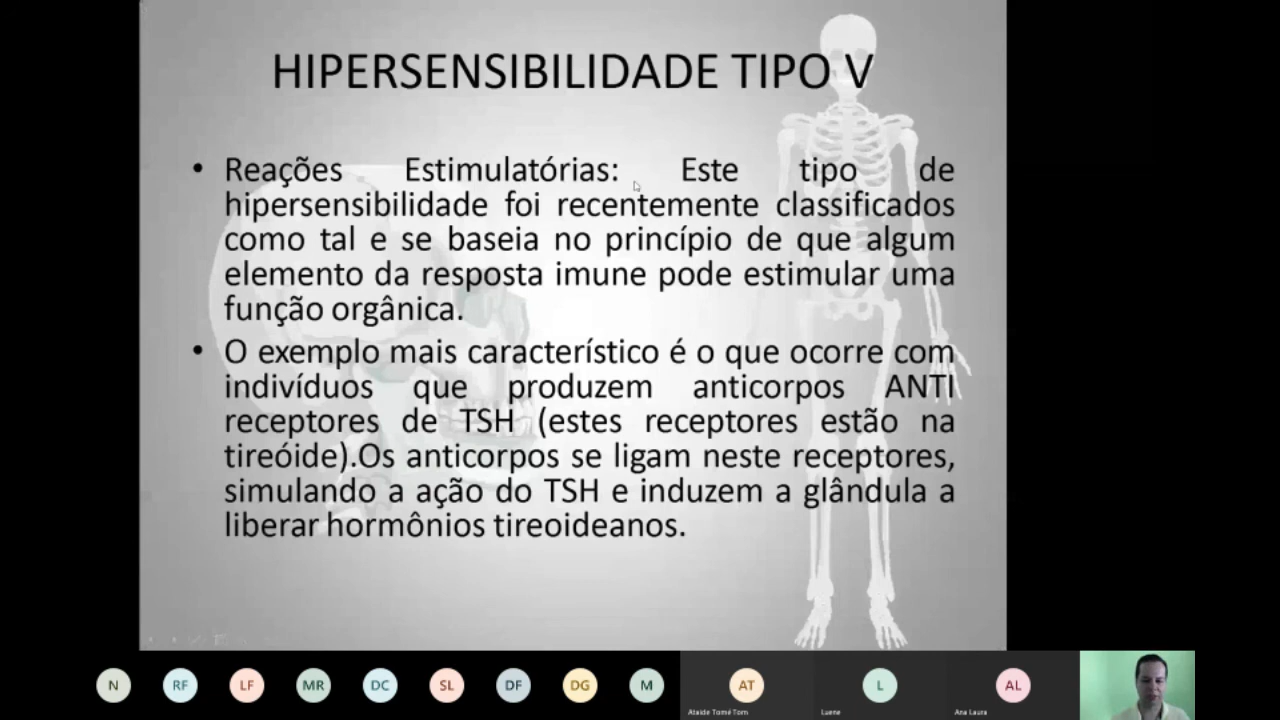 HIPERSENSIBILIDADE TIPO V
• Reações Estimulatórias: Este tipo de
hipersensibilidade foi recentemente classificados
como tal e se baseia no princípio de que algum
elemento da resposta imune pode estimular uma
função orgânica.
• O exemplo mais característico é o que ocorre com
indivíduos que produzem anticorpos ANTI
receptores de TSH (estes receptores estão na
tireóide).Os anticorpos se ligam neste receptores,
simulando a ação do TSH e induzem a glândula a
liberar hormônios tireoideanos.
N RF LF MR DC SL DF DG M AT L AL
Ataide Tomé Tom Luene Ana Laura